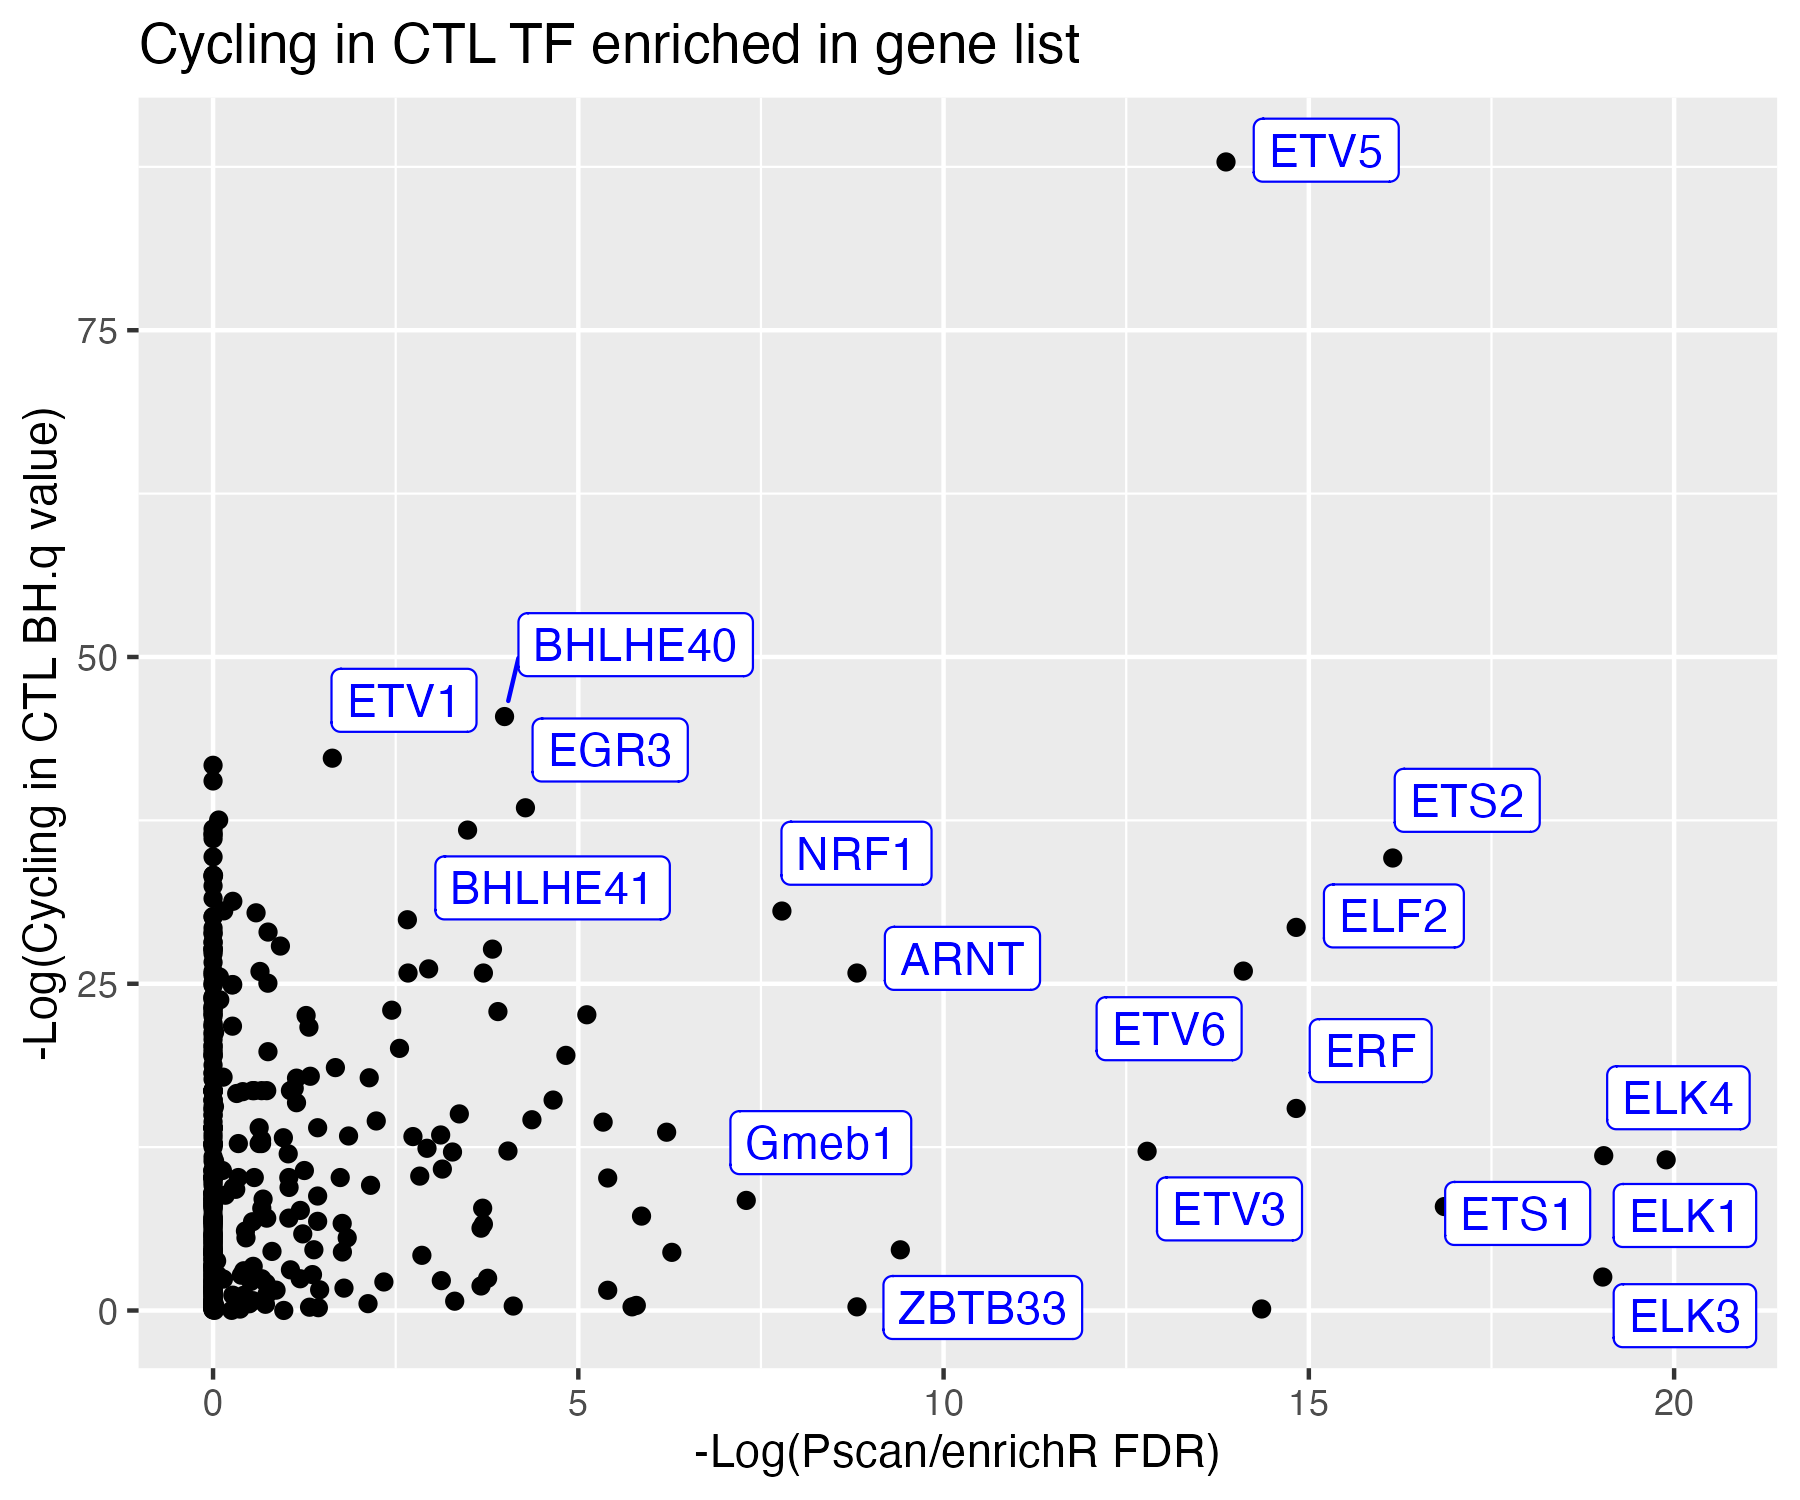 Cycling in CTL TF enriched in gene list
-Log(Cycling in CTL BH.q value)
75
50
25
0
ETV5
BHLHE40
ETV1
EGR3
ETS2
NRF1
BHLHE41
ELF2
ARNT
ETV6
ERF
ELK4
Gmeb1
ETV3
ETS1
ELK1
ZBTB33
ELK3
0
5
10
15
20
-Log(Pscan/enrichR FDR)